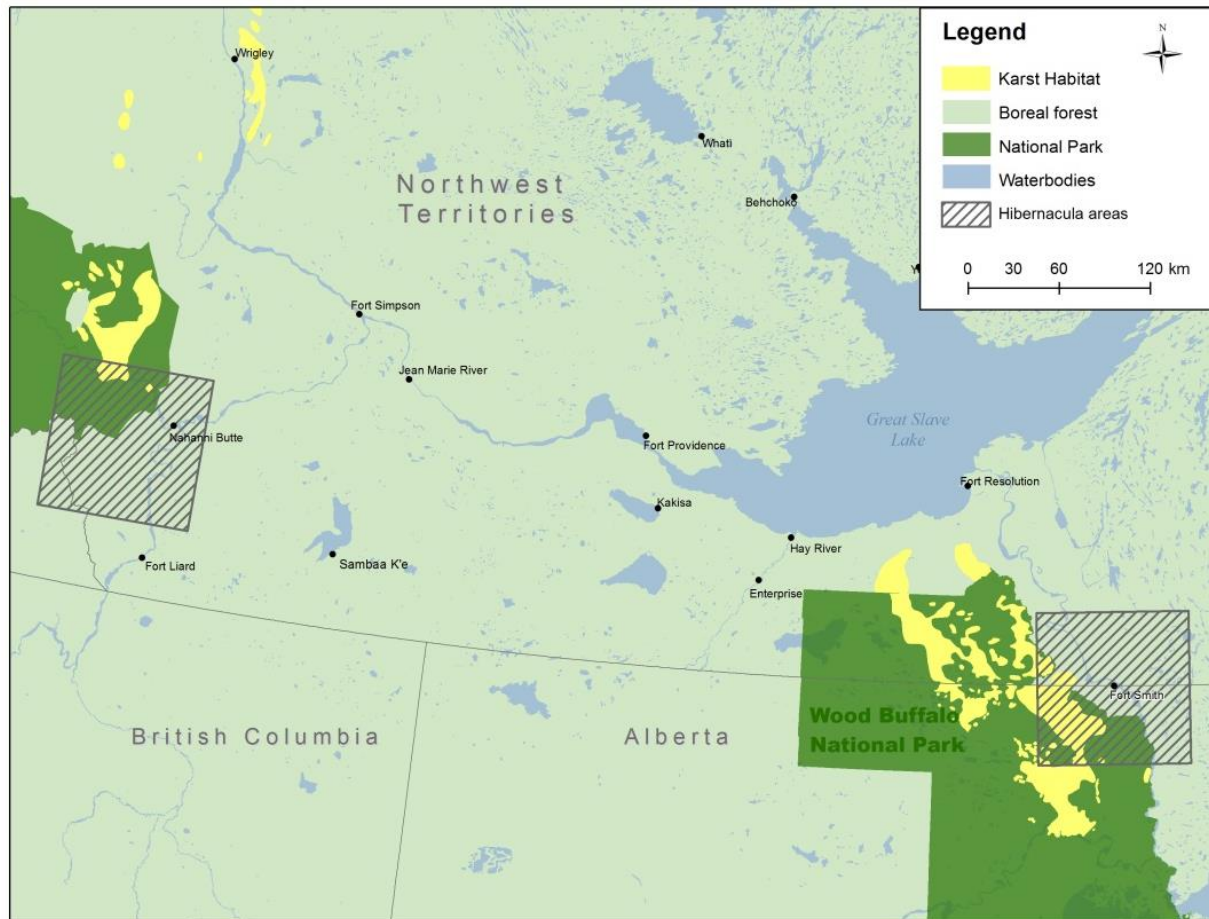 Legend
N
Karst Habitat
Boreal forest
National Park
Waterbodies
Hibernacula areas
0 30 60 120 km
Wrigley
Whatì
Northwest
Territories
Behchoko
Y
Fort Simpson
Jean Marie River
Great Slave
Lake
Nahanni Butte
Fort Providence
Fort Resolution
Kakisa
Hay River
Fort Liard
Sambaa K'e
Enterprise
Fort Smith
Wood Buffalo
National Park
British Columbia
Alberta